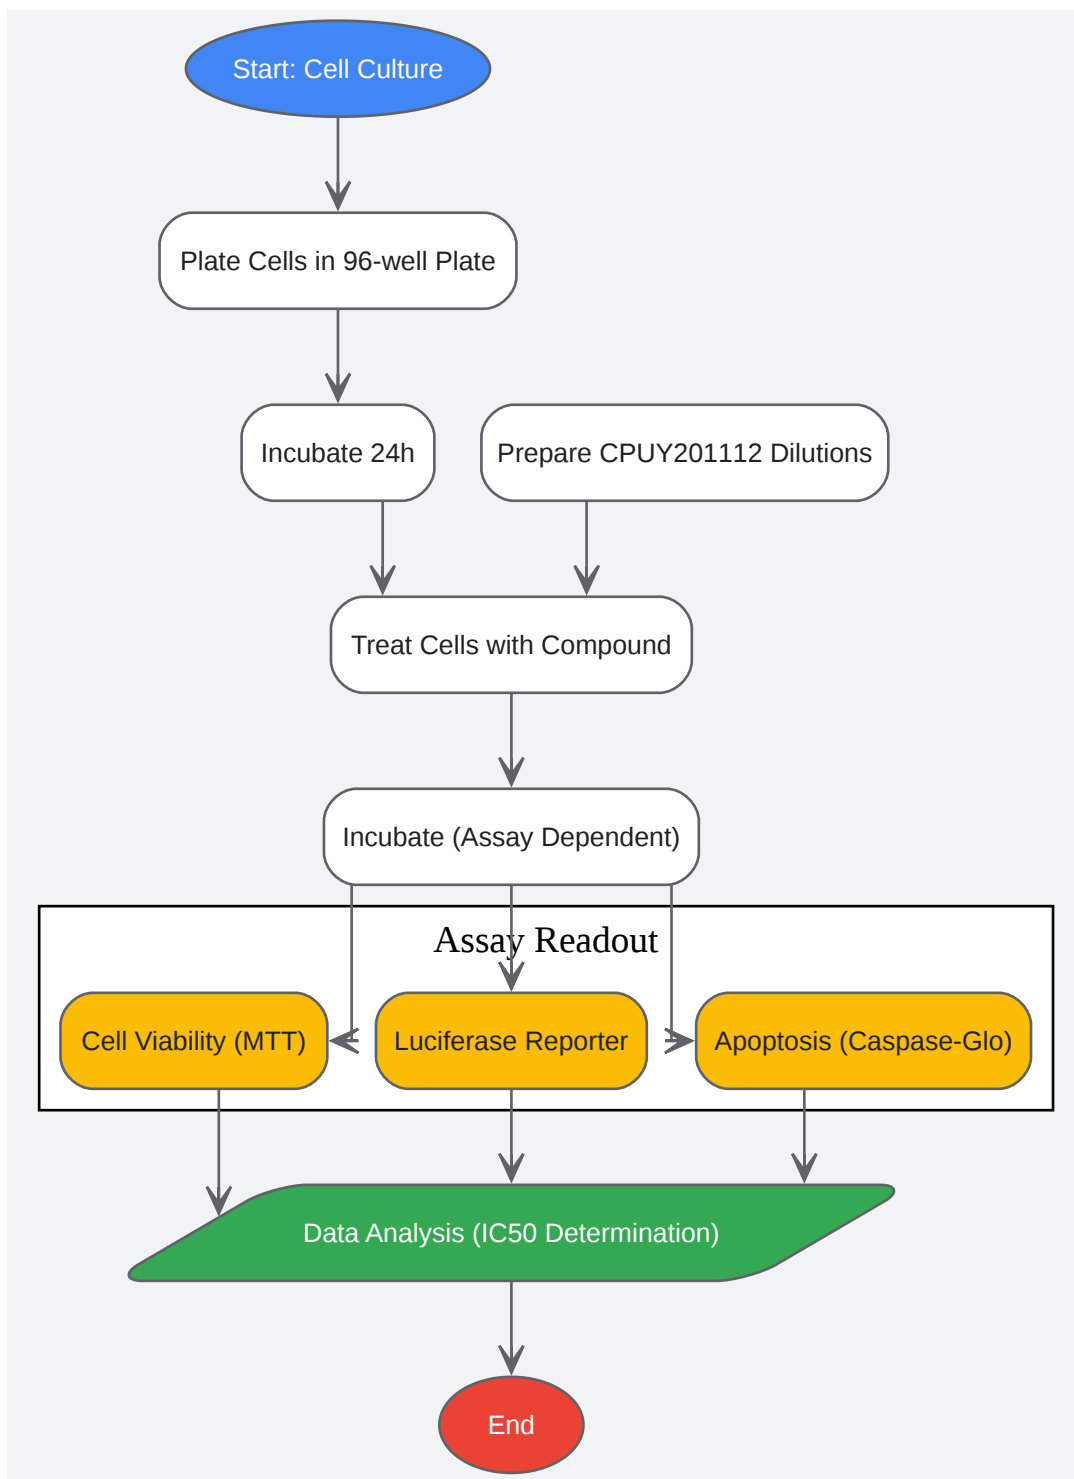 Start: Cell Culture
Plate Cells in 96-well Plate
Incubate 24h
Prepare CPUY201112 Dilutions
Treat Cells with Compound
Incubate (Assay Dependent)
Assay Readout
Cell Viability (MTT)
Luciferase Reporter
Apoptosis (Caspase-Glo)
Data Analysis (IC50 Determination)
End